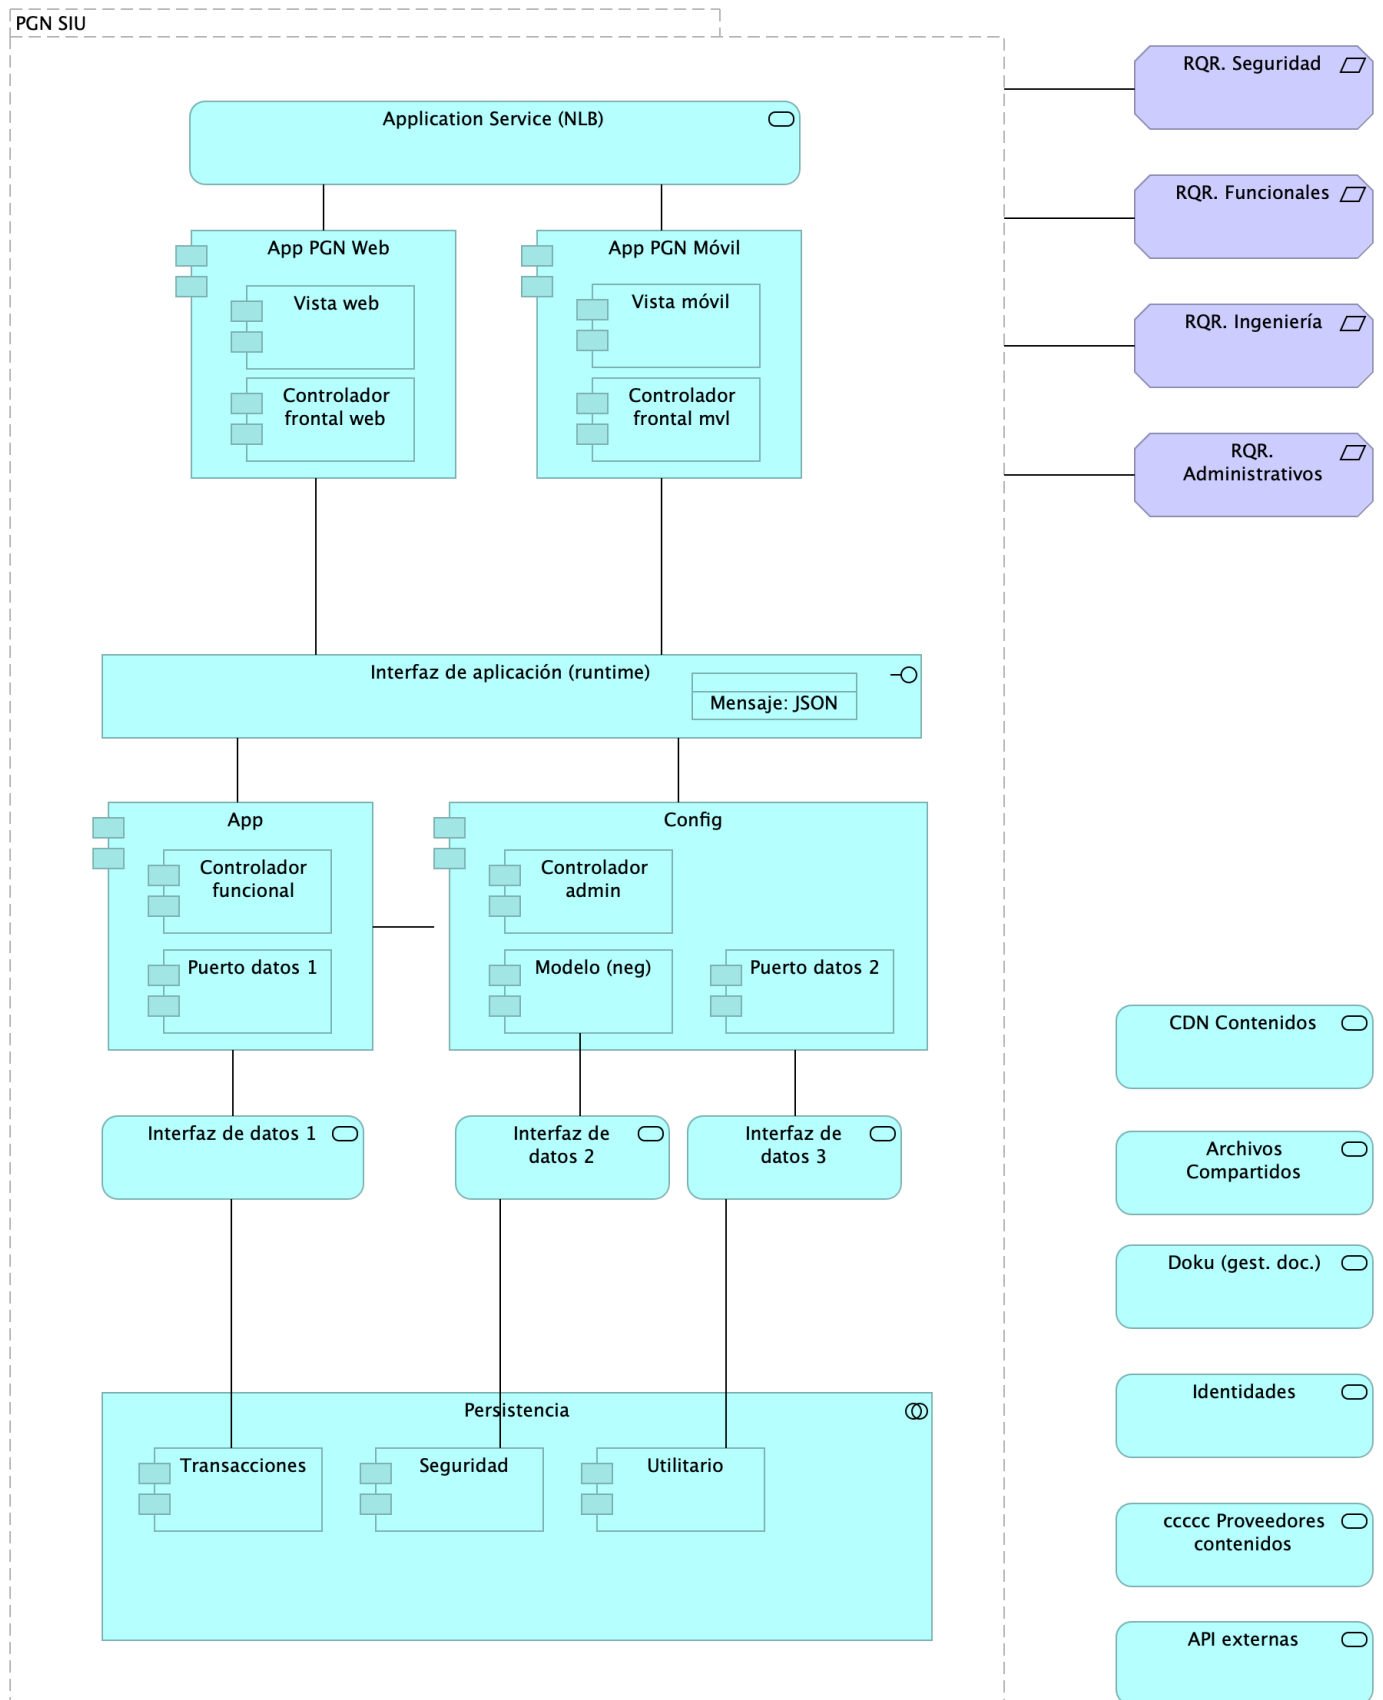 PGN SIU
Application Service (NLB)
App PGN Web
Vista web
Controlador
frontal web
App PGN Móvil
Vista móvil
Controlador
frontal mvl
Interfaz de aplicación (runtime)
Mensaje: JSON
App
Controlador
funcional
Puerto datos 1
Config
Controlador
admin
Modelo (neg)
Puerto datos 2
Interfaz de datos 1
Interfaz de
datos 2
Interfaz de
datos 3
Persistencia
Transacciones
Seguridad
Utilitario
RQR. Seguridad
RQR. Funcionales
RQR. Ingeniería
RQR.
Administrativos
CDN Contenidos
Archivos
Compartidos
Doku (gest. doc.)
Identidades
ccccc Proveedores
contenidos
API externas